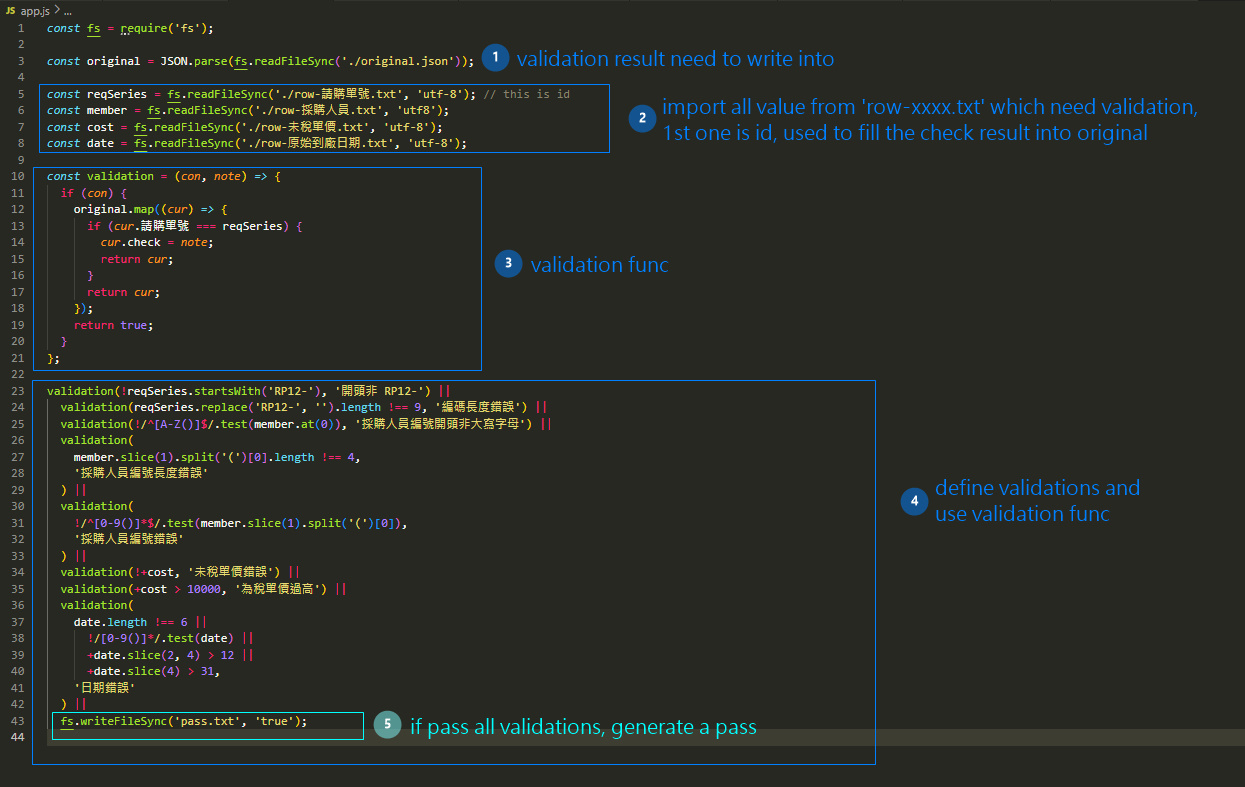 JS app.js > ...
1 const fs = require('fs');
2
3 const original = JSON.parse(fs.readFileSync('./original.json'));
1 validation result need to write into
4
5 const reqSeries = fs.readFileSync('./row-請購單號.txt', 'utf-8'); // this is id
6 const member = fs.readFileSync('./row-採購人員.txt', 'utf8');
7 const cost = fs.readFileSync('./row-未稅單價.txt', 'utf-8');
8 const date = fs.readFileSync('./row-原始到廠日期.txt', 'utf-8');
2 import all value from 'row-xxxx.txt' which need validation,
1st one is id, used to fill the check result into original
9
10 const validation = (con, note) => {
11 if (con) {
12 original.map((cur) => {
13 if (cur.請購單號 === reqSeries) {
14 cur.check = note;
15 return cur;
16 }
17 return cur;
18 });
19 return true;
20 }
21 };
3 validation func
22
23 validation(!reqSeries.startsWith('RP12-'), '開頭非 RP12-') ||
24 validation(reqSeries.replace('RP12-', '').length !== 9, '編碼長度錯誤') ||
25 validation(!/^[A-Z()]$/.test(member.at(0)), '採購人員編號開頭非大寫字母') ||
26 validation(
27 member.slice(1).split('(')[0].length !== 4,
28 '採購人員編號長度錯誤'
29 ) ||
30 validation(
31 !/^[0-9()]*$/.test(member.slice(1).split('(')[0]),
32 '採購人員編號錯誤'
33 ) ||
34 validation(!+cost, '未稅單價錯誤') ||
35 validation(+cost > 10000, '為稅單價過高') ||
36 validation(
37 date.length !== 6 ||
38 !/[0-9()]*/.test(date) ||
39 +date.slice(2, 4) > 12 ||
40 +date.slice(4) > 31,
41 '日期錯誤'
42 ) ||
43 fs.writeFileSync('pass.txt', 'true');
44
4 define validations and
use validation func
5 if pass all validations, generate a pass